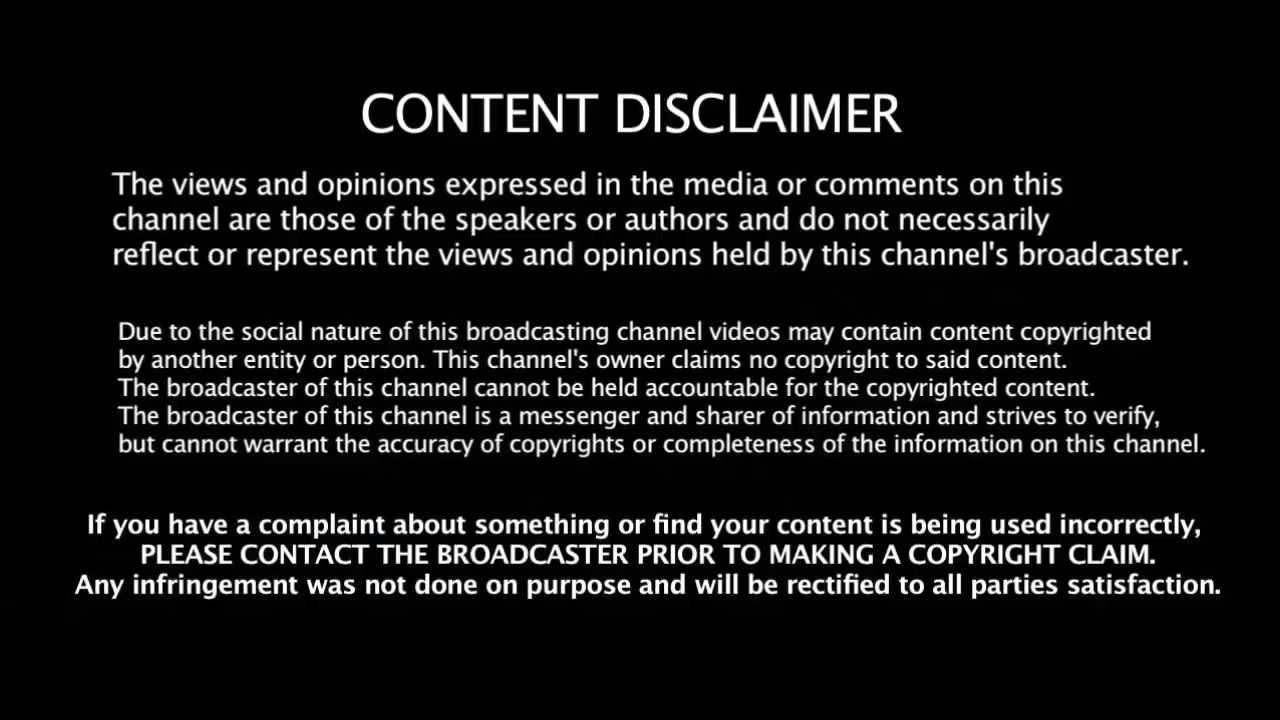 CONTENT DISCLAIMER
The views and opinions expressed in the media or comments on this
channel are those of the speakers or authors and do not necessarily
reflect or represent the views and opinions held by this channel's broadcaster.
Due to the social nature of this broadcasting channel videos may contain content copyrighted
by another entity or person. This channel's owner claims no copyright to said content.
The broadcaster of this channel cannot be held accountable for the copyrighted content.
The broadcaster of this channel is a messenger and sharer of information and strives to verify,
but cannot warrant the accuracy of copyrights or completeness of the information on this channel.
If you have a complaint about something or find your content is being used incorrectly,
PLEASE CONTACT THE BROADCASTER PRIOR TO MAKING A COPYRIGHT CLAIM.
Any infringement was not done on purpose and will be rectified to all parties satisfaction.